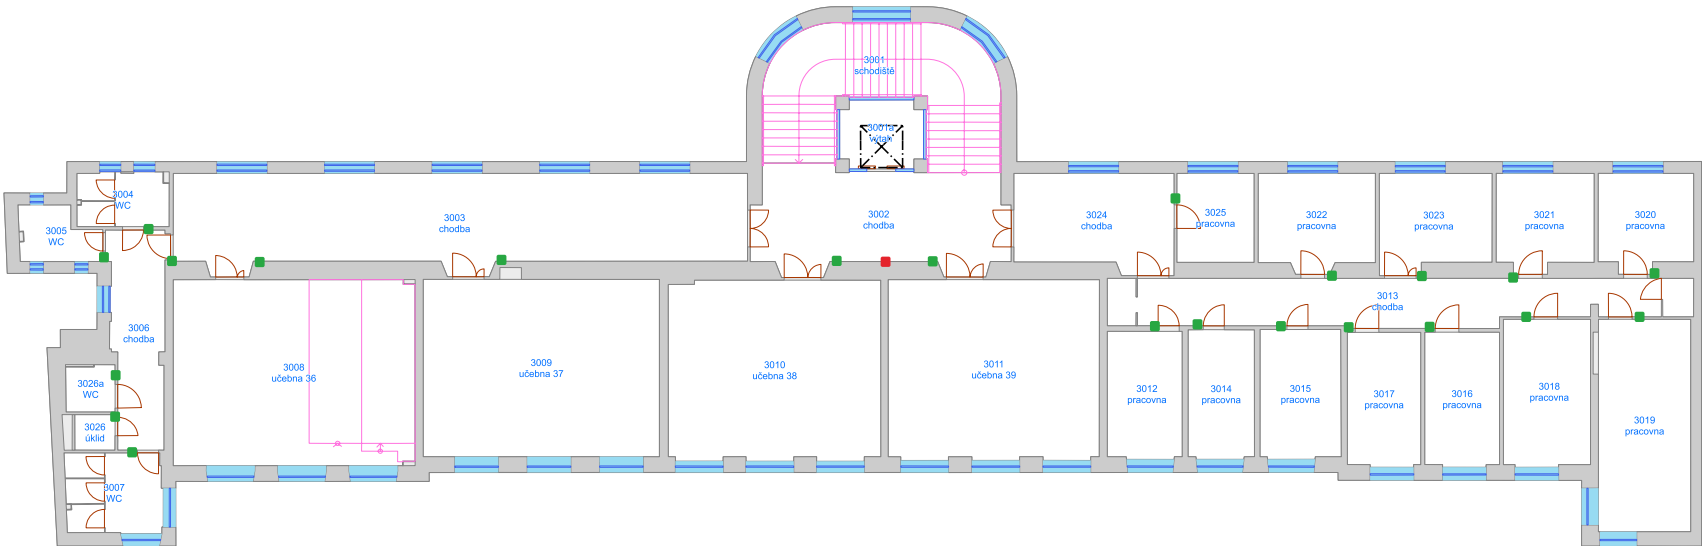 3001
schodiště
3001a
výtah
3004
WC
3005
WC
3003
chodba
3002
chodba
3024
chodba
3025
pracovna
3022
pracovna
3023
pracovna
3021
pracovna
3020
pracovna
3006
chodba
3013
chodba
3008
učebna 36
3009
učebna 37
3010
učebna 38
3011
učebna 39
3026a
WC
3026
úklid
3012
pracovna
3014
pracovna
3015
pracovna
3017
pracovna
3016
pracovna
3018
pracovna
3019
pracovna
3007
WC